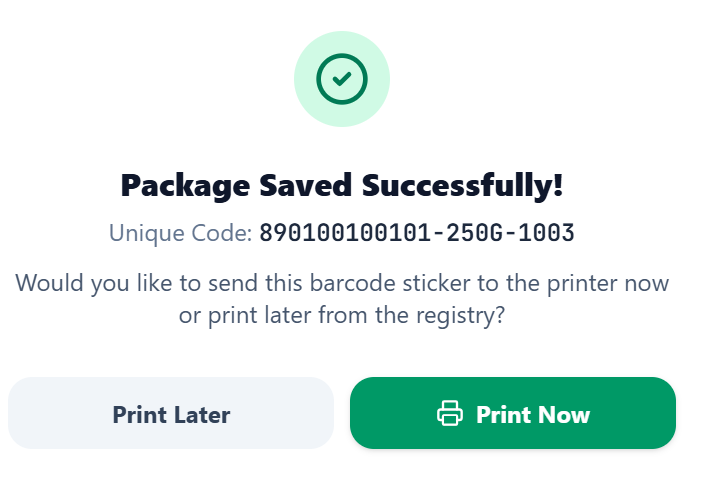 Package Saved Successfully!
Unique Code: 890100100101-250G-1003
Would you like to send this barcode sticker to the printer now
or print later from the registry?
Print Later
Print Now